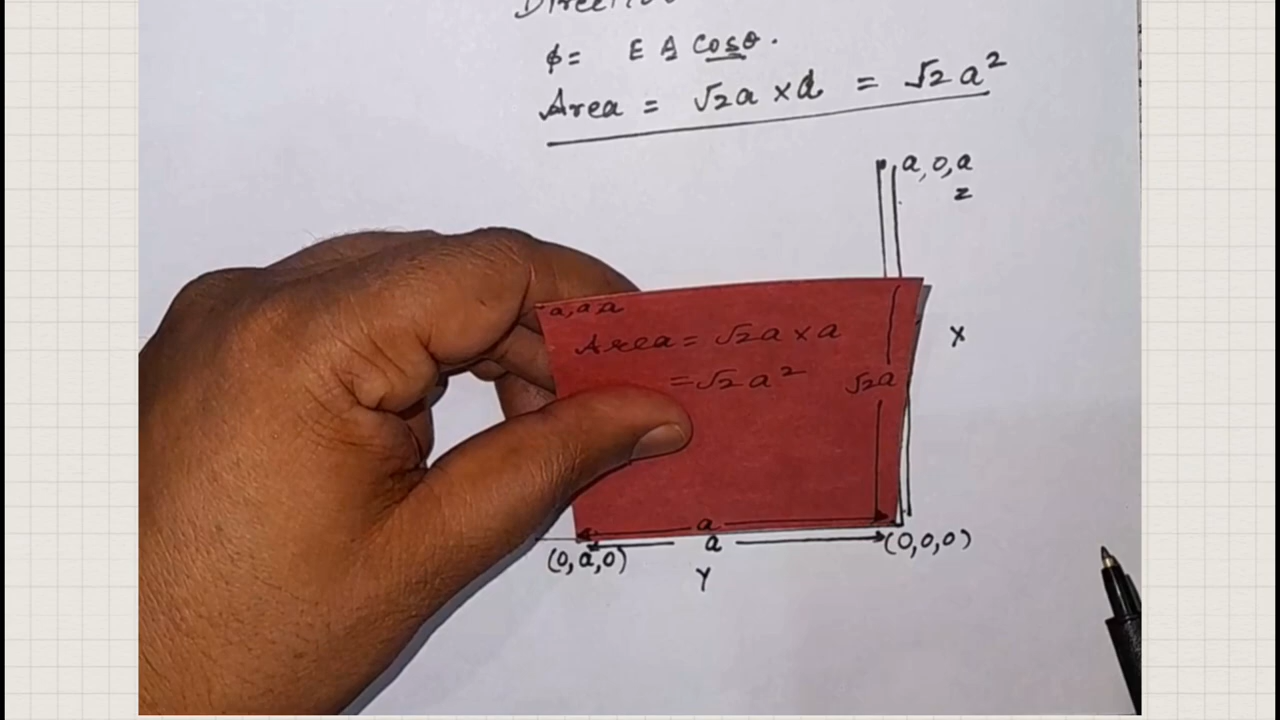 ϕ= E A Cosθ.
Area = √2a × a = √2 a²
a,0,a
z
a,a,a
Area = √2a × a
= √2 a²
√2a
x
a
a
(0,a,0)
(0,0,0)
Y